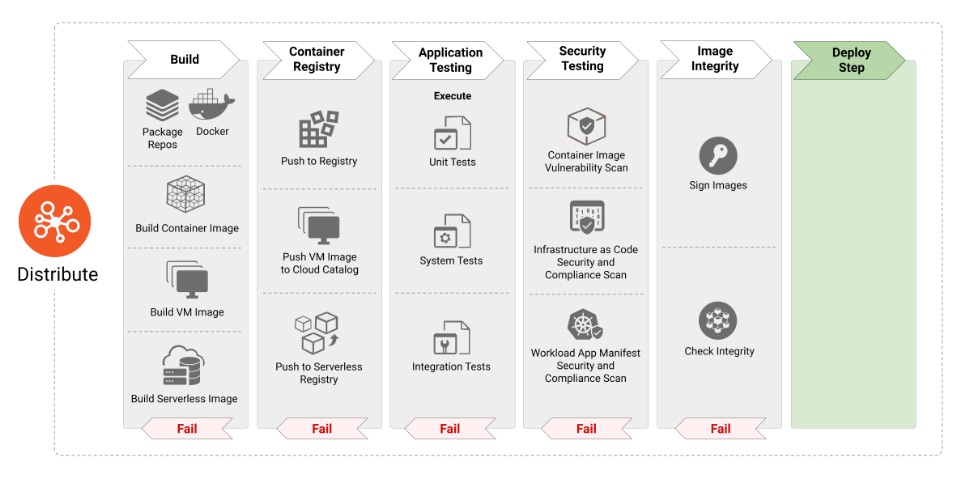 Distribute
Build
Package
Repos
Docker
Build Container Image
Build VM Image
Build Serverless Image
Fail
Container
Registry
Push to Registry
Push VM Image
to Cloud Catalog
Push to Serverless
Registry
Fail
Application
Testing
Execute
Unit Tests
System Tests
Integration Tests
Fail
Security
Testing
Container Image
Vulnerability Scan
Infrastructure as Code
Security and
Compliance Scan
Workload App Manifest
Security and
Compliance Scan
Fail
Image
Integrity
Sign Images
Check Integrity
Fail
Deploy
Step